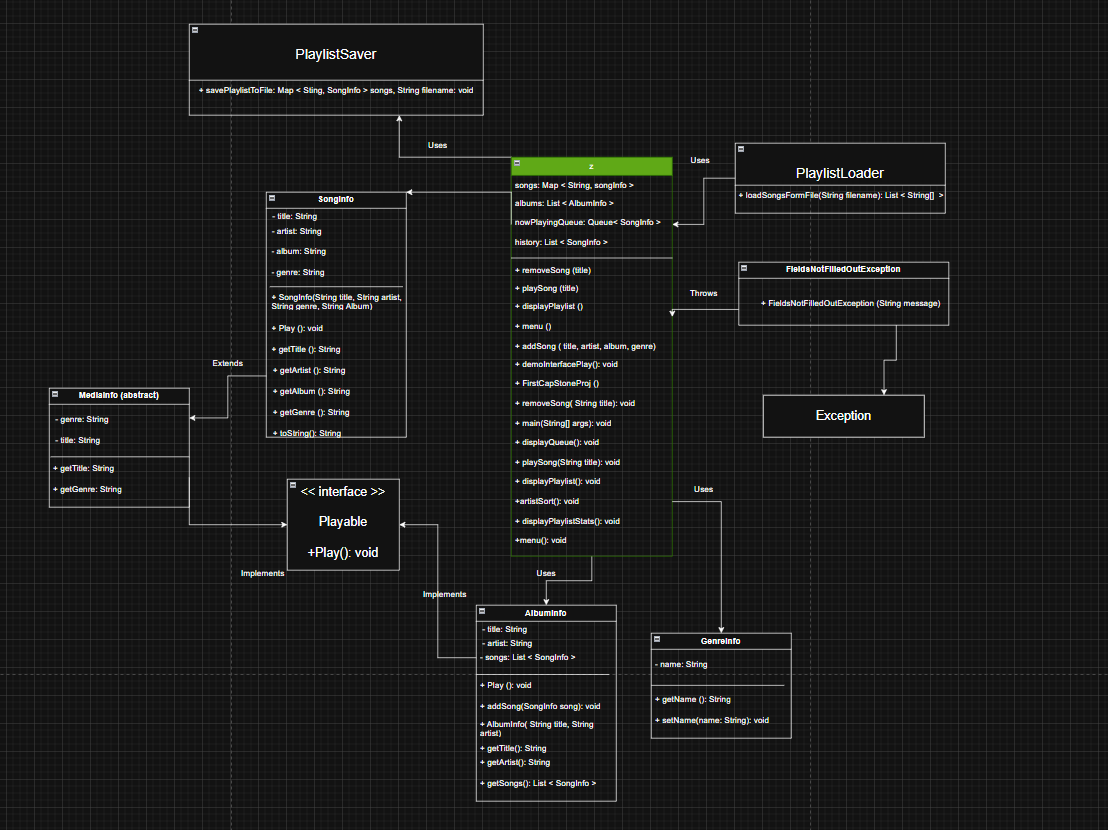 PlaylistSaver
+ savePlaylistToFile: Map < Sting, SongInfo > songs, String filename: void
Uses
z
songs: Map < String, songInfo >
albums: List < AlbumInfo >
nowPlayingQueue: Queue< SongInfo >
history: List < SongInfo >
+ removeSong (title)
+ playSong (title)
+ displayPlaylist ()
+ menu ()
+ addSong ( title, artist, album, genre)
+ demoInterfacePlay(): void
+ FirstCapStoneProj ()
+ removeSong( String title): void
+ main(String[] args): void
+ displayQueue(): void
+ playSong(String title): void
+ displayPlaylist(): void
+artistSort(): void
+ displayPlaylistStats(): void
+menu(): void
Uses
PlaylistLoader
+ loadSongsFormFile(String filename): List < String[] >
SongInfo
- title: String
- artist: String
- album: String
- genre: String
+ SongInfo(String title, String artist,
String genre, String Album)
+ Play (): void
+ getTitle (): String
+ getArtist (): String
+ getAlbum (): String
+ getGenre (): String
+ toString(): String
FieldsNotFilledOutException
+ FieldsNotFilledOutException (String message)
Throws
Exception
Extends
MediaInfo (abstract)
- genre: String
- title: String
+ getTitle: String
+ getGenre: String
<< interface >>
Playable
+Play(): void
Implements
Implements
Uses
Uses
AlbumInfo
- title: String
- artist: String
- songs: List < SongInfo >
+ Play (): void
+ addSong(SongInfo song): void
+ AlbumInfo( String title, String
artist)
+ getTitle(): String
+ getArtist(): String
+ getSongs(): List < SongInfo >
GenreInfo
- name: String
+ getName (): String
+ setName(name: String): void